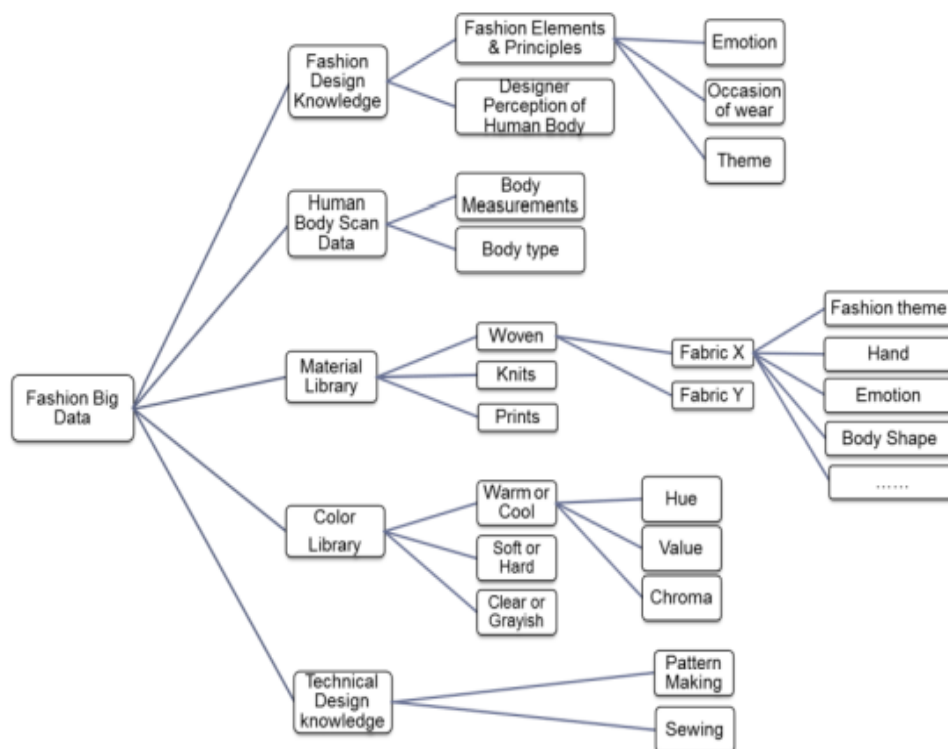 Fashion Big
Data
Fashion
Design
Knowledge
Fashion Elements
& Principles
Emotion
Occasion
of wear
Theme
Designer
Perception of
Human Body
Human
Body Scan
Data
Body
Measurements
Body type
Material
Library
Woven
Fabric X
Fashion theme
Hand
Emotion
Body Shape
……
Fabric Y
Knits
Prints
Color
Library
Warm or
Cool
Hue
Value
Chroma
Soft or
Hard
Clear or
Grayish
Technical
Design
knowledge
Pattern
Making
Sewing